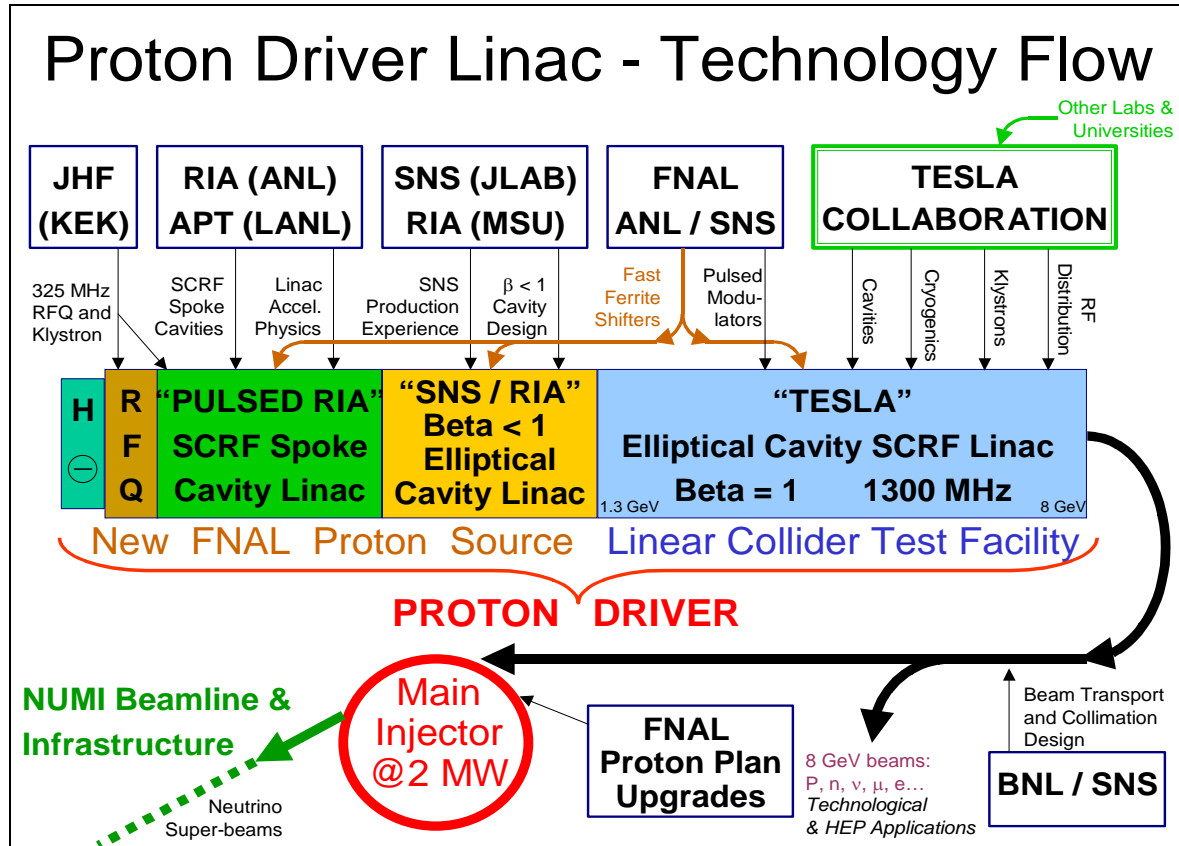 Proton Driver Linac - Technology Flow
Other Labs &
Universities
JHF
(KEK)
RIA (ANL)
APT (LANL)
SNS (JLAB)
RIA (MSU)
FNAL
ANL / SNS
TESLA
COLLABORATION
325 MHz
RFQ and
Klystron
SCRF
Spoke
Cavities
Linac
Accel.
Physics
SNS
Production
Experience
β < 1
Cavity
Design
Fast
Ferrite
Shifters
Pulsed
Modu-
lators
Cavities
Cryogenics
Klystrons
RF
Distribution
H
⊖
R
F
Q
“PULSED RIA”
SCRF Spoke
Cavity Linac
“SNS / RIA”
Beta < 1
Elliptical
Cavity Linac
“TESLA”
Elliptical Cavity SCRF Linac
Beta = 1 1300 MHz
1.3 GeV
8 GeV
New FNAL Proton Source
Linear Collider Test Facility
PROTON DRIVER
NUMI Beamline &
Infrastructure
Neutrino
Super-beams
Main
Injector
@2 MW
FNAL
Proton Plan
Upgrades
8 GeV beams:
P, n, ν, μ, e…
Technological
& HEP Applications
Beam Transport
and Collimation
Design
BNL / SNS